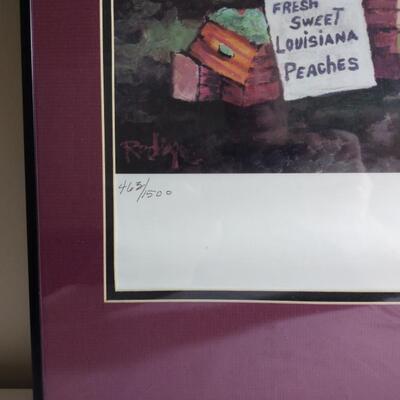 FRESH
SWEET
LOUISIANA
PEACHES
463/1500